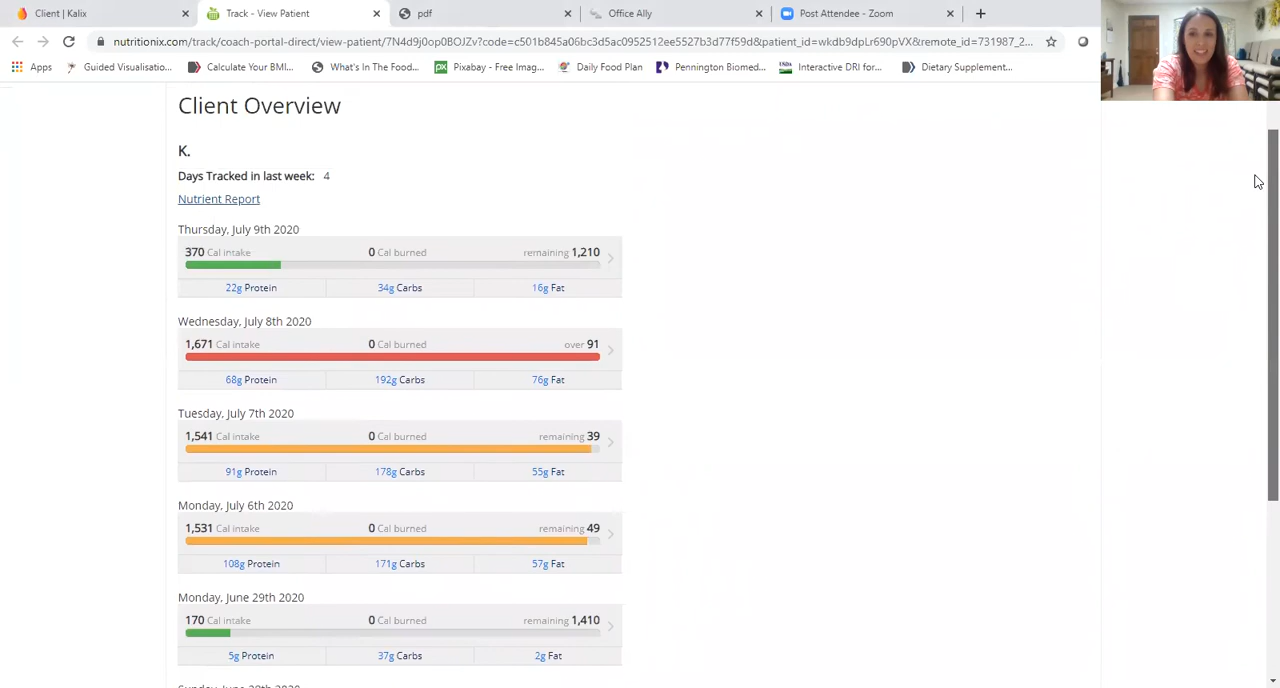 Client | Kalix
Track - View Patient
pdf
Office Ally
Post Attendee - Zoom
nutritionix.com/track/coach-portal-direct/view-patient/7N4d9j0op0BOJZv?code=c501b845a06bc3d5ac0952512ee5527b3d77f59d&patient_id=wkdb9dpLr690pVX&remote_id=731987_2...
Apps
Guided Visualisatio...
Calculate Your BMI...
What's In The Food...
Pixabay - Free Imag...
Daily Food Plan
Pennington Biomed...
Interactive DRI for...
Dietary Supplement...
Client Overview
K.
Days Tracked in last week: 4
Nutrient Report
Thursday, July 9th 2020
370 Cal intake 0 Cal burned remaining 1,210
22g Protein 34g Carbs 16g Fat
Wednesday, July 8th 2020
1,671 Cal intake 0 Cal burned over 91
68g Protein 192g Carbs 76g Fat
Tuesday, July 7th 2020
1,541 Cal intake 0 Cal burned remaining 39
91g Protein 178g Carbs 55g Fat
Monday, July 6th 2020
1,531 Cal intake 0 Cal burned remaining 49
108g Protein 171g Carbs 57g Fat
Monday, June 29th 2020
170 Cal intake 0 Cal burned remaining 1,410
5g Protein 37g Carbs 2g Fat